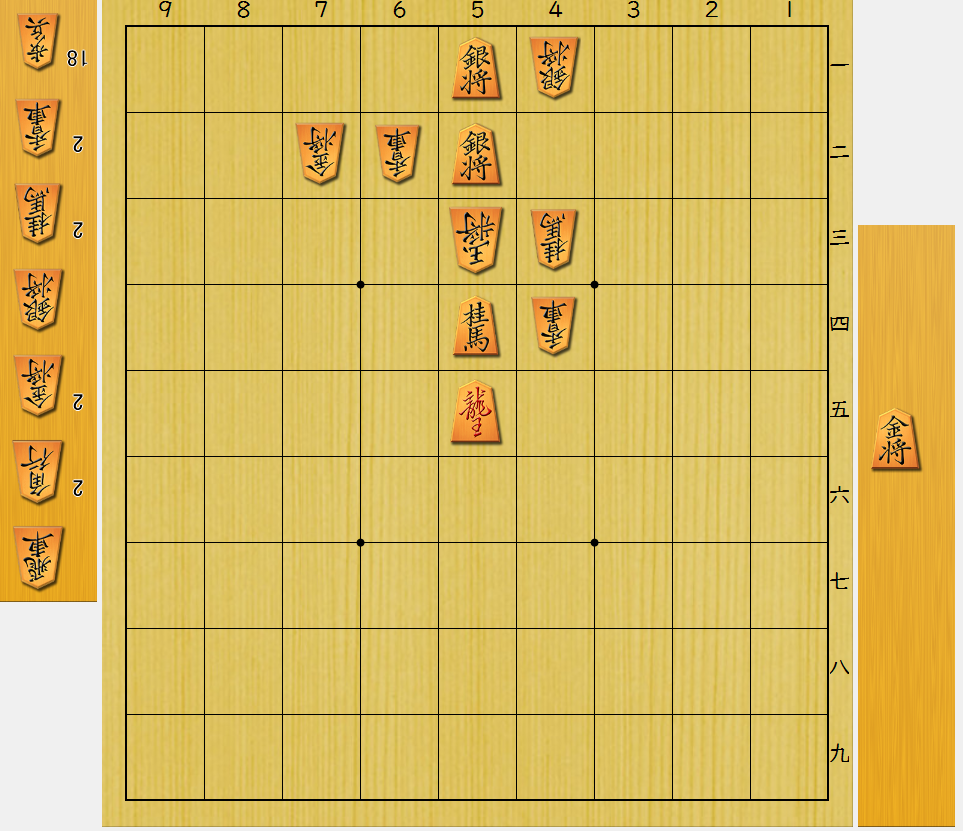 9 8 7 6 5 4 3 2 1
歩兵 18
香車 2
桂馬 2
銀将
金将 2
角行 2
飛車
銀将 銀将 一
金将 香車 銀将 二
玉将 桂馬 三
桂馬 香車 四
龍王 五
六
七
八
九
金将